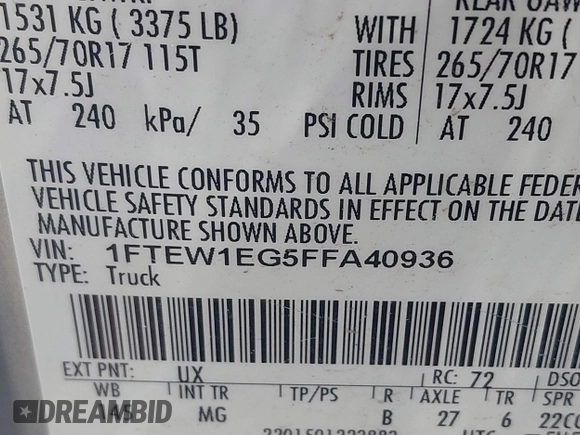 1531 KG ( 3375 LB) WITH 1724 KG (
265/70R17 115T TIRES 265/70R17
17x7.5J RIMS 17x7.5J
AT 240 kPa/ 35 PSI COLD AT 240
THIS VEHICLE CONFORMS TO ALL APPLICABLE FEDER
VEHICLE SAFETY STANDARDS IN EFFECT ON THE DAT
MANUFACTURE SHOWN ABOVE.
VIN: 1FTEW1EG5FFA40936
TYPE: Truck
EXT PNT: UX RC: 72 DSO
WB INT TR TP/PS R AXLE TR SPR
145 MG B 27 6 22CC
DREAMBID